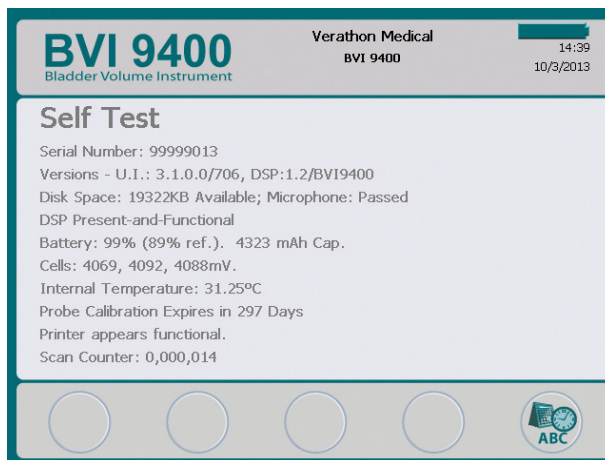 BVI 9400
Bladder Volume Instrument
Verathon Medical
BVI 9400
14:39
10/3/2013
Self Test
Serial Number: 99999013
Versions - U.I.: 3.1.0.0/706, DSP:1.2/BVI9400
Disk Space: 19322KB Available; Microphone: Passed
DSP Present-and-Functional
Battery: 99% (89% ref.).  4323 mAh Cap.
Cells: 4069, 4092, 4088mV.
Internal Temperature: 31.25ºC
Probe Calibration Expires in 297 Days
Printer appears functional.
Scan Counter: 0,000,014
ABC